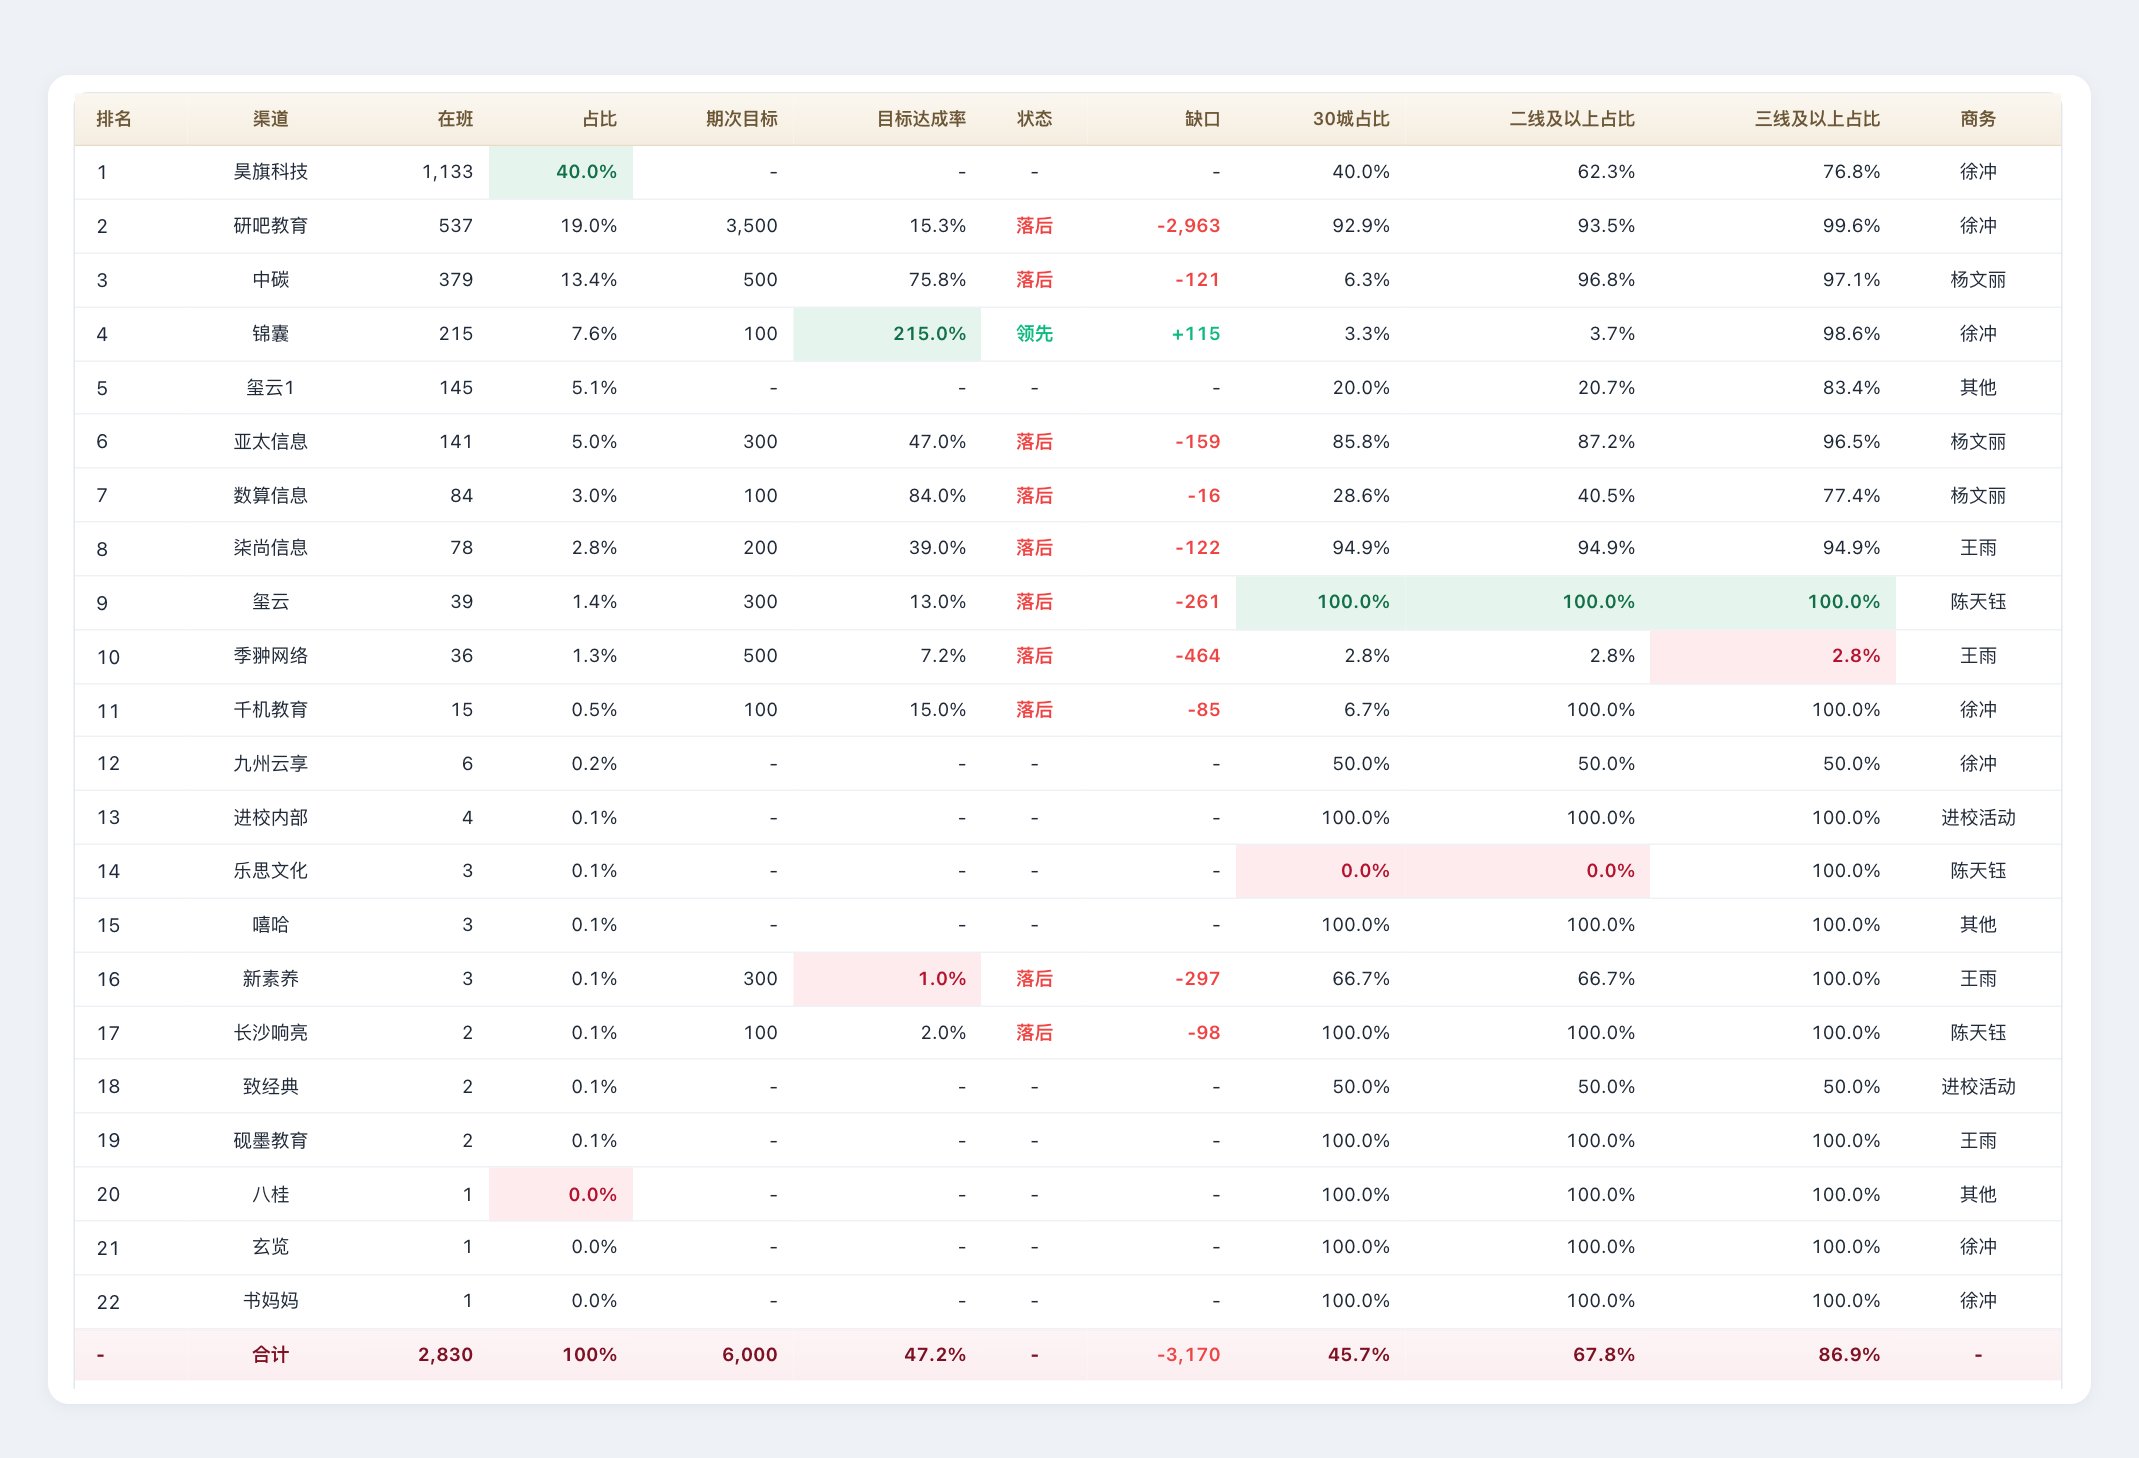 排名 渠道 在班 占比 期次目标 目标达成率 状态 缺口 30城占比 二线及以上占比 三线及以上占比 商务
1 昊旗科技 1,133 40.0% - - - - 40.0% 62.3% 76.8% 徐冲
2 研吧教育 537 19.0% 3,500 15.3% 落后 -2,963 92.9% 93.5% 99.6% 徐冲
3 中碳 379 13.4% 500 75.8% 落后 -121 6.3% 96.8% 97.1% 杨文丽
4 锦囊 215 7.6% 100 215.0% 领先 +115 3.3% 3.7% 98.6% 徐冲
5 玺云1 145 5.1% - - - - 20.0% 20.7% 83.4% 其他
6 亚太信息 141 5.0% 300 47.0% 落后 -159 85.8% 87.2% 96.5% 杨文丽
7 数算信息 84 3.0% 100 84.0% 落后 -16 28.6% 40.5% 77.4% 杨文丽
8 柒尚信息 78 2.8% 200 39.0% 落后 -122 94.9% 94.9% 94.9% 王雨
9 玺云 39 1.4% 300 13.0% 落后 -261 100.0% 100.0% 100.0% 陈天钰
10 季翀网络 36 1.3% 500 7.2% 落后 -464 2.8% 2.8% 2.8% 王雨
11 千机教育 15 0.5% 100 15.0% 落后 -85 6.7% 100.0% 100.0% 徐冲
12 九州云享 6 0.2% - - - - 50.0% 50.0% 50.0% 徐冲
13 进校内部 4 0.1% - - - - 100.0% 100.0% 100.0% 进校活动
14 乐思文化 3 0.1% - - - - 0.0% 0.0% 100.0% 陈天钰
15 嘻哈 3 0.1% - - - - 100.0% 100.0% 100.0% 其他
16 新素养 3 0.1% 300 1.0% 落后 -297 66.7% 66.7% 100.0% 王雨
17 长沙响亮 2 0.1% 100 2.0% 落后 -98 100.0% 100.0% 100.0% 陈天钰
18 致经典 2 0.1% - - - - 50.0% 50.0% 50.0% 进校活动
19 砚墨教育 2 0.1% - - - - 100.0% 100.0% 100.0% 王雨
20 八桂 1 0.0% - - - - 100.0% 100.0% 100.0% 其他
21 玄览 1 0.0% - - - - 100.0% 100.0% 100.0% 徐冲
22 书妈妈 1 0.0% - - - - 100.0% 100.0% 100.0% 徐冲
- 合计 2,830 100% 6,000 47.2% - -3,170 45.7% 67.8% 86.9% -